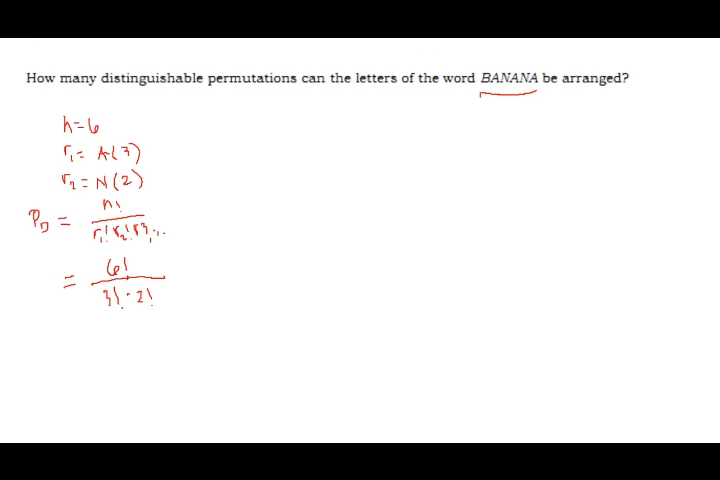 How many distinguishable permutations can the letters of the word BANANA be arranged?
n = 6
r₁ = A(3)
r₂ = N(2)
P_D = n! / r₁! r₂! r₃! ...
= 6! / 3! · 2!